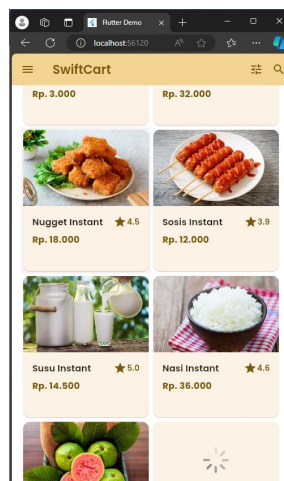 Flutter Demo
localhost:56120
SwiftCart
Rp. 3.000
Rp. 32.000
Nugget Instant 4.5
Rp. 18.000
Sosis Instant 3.9
Rp. 12.000
Susu Instant 5.0
Rp. 14.500
Nasi Instant 4.6
Rp. 36.000